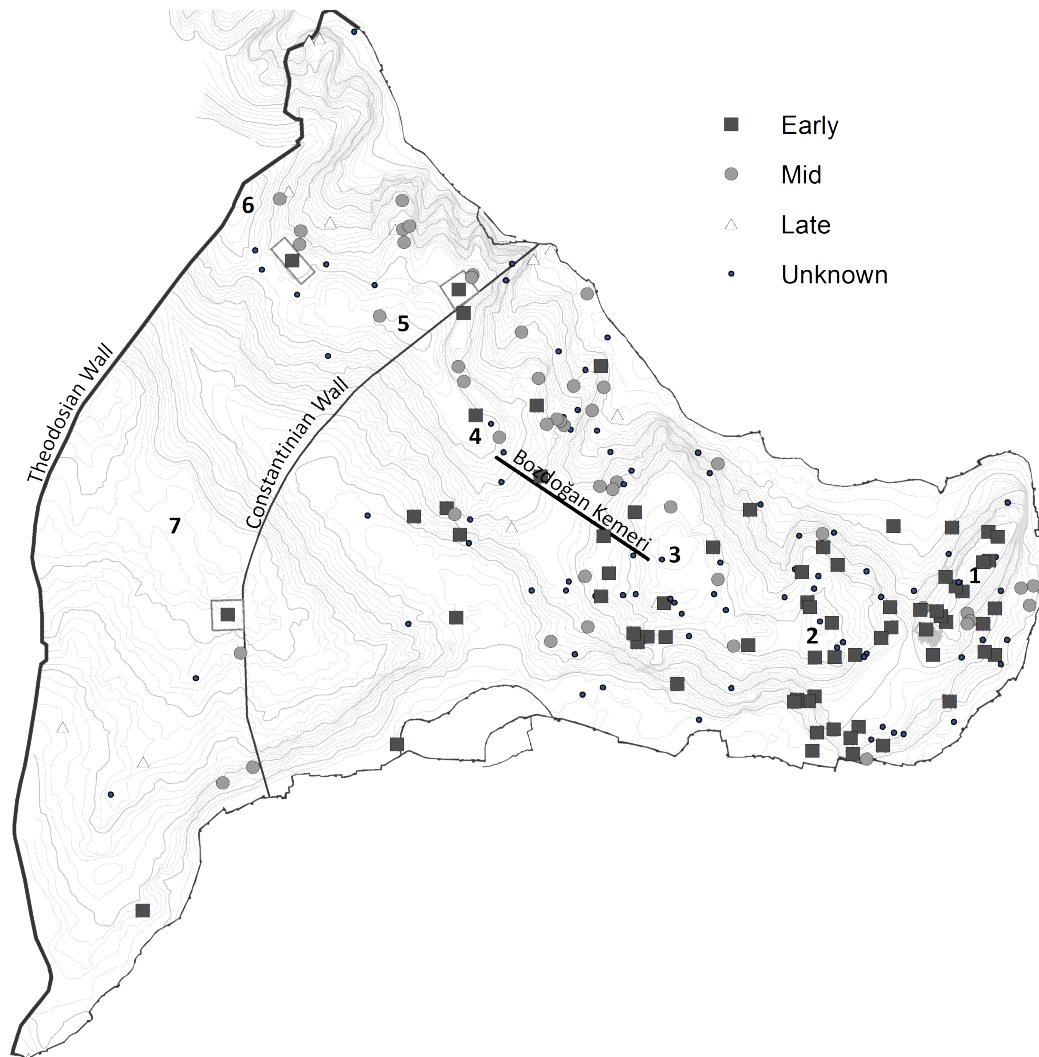 Early
Mid
Late
Unknown
6
5
Theodosian Wall
Constantinian Wall
4
Bozdoğan Kemeri
7
3
1
2